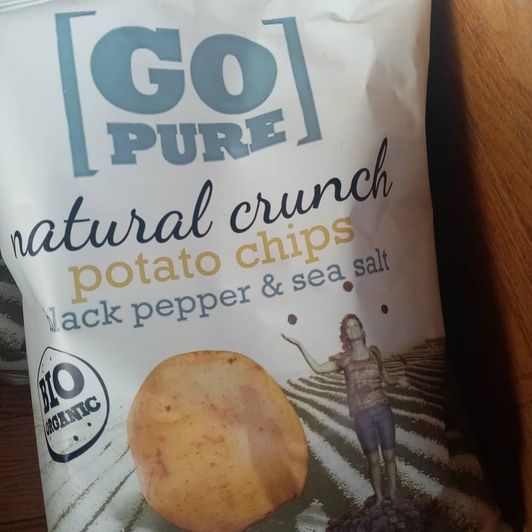 GO
PURE
natural crunch
potato chips
black pepper & sea salt
BIO
ORGANIC